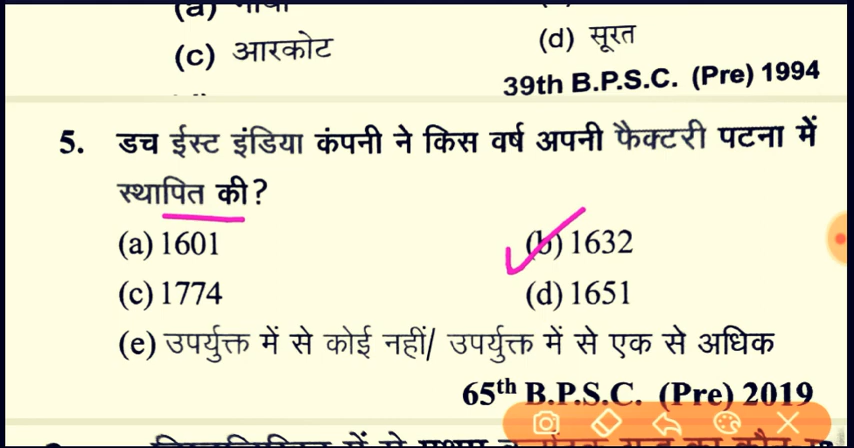 (c) आरकोट
(d) सूरत
39th B.P.S.C. (Pre) 1994
5. डच ईस्ट इंडिया कंपनी ने किस वर्ष अपनी फैक्टरी पटना में
स्थापित की?
(a) 1601
(b) 1632
(c) 1774
(d) 1651
(e) उपर्युक्त में से कोई नहीं/ उपर्युक्त में से एक से अधिक
65th B.P.S.C. (Pre) 2019